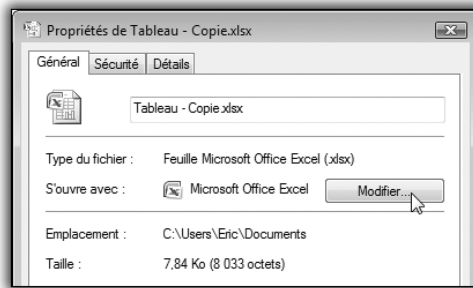 Propriétés de Tableau - Copie.xlsx
Général Sécurité Détails
Tableau - Copie.xlsx
Type du fichier : Feuille Microsoft Office Excel (.xlsx)
S'ouvre avec : Microsoft Office Excel Modifier...
Emplacement : C:\Users\Eric\Documents
Taille : 7,84 Ko (8 033 octets)